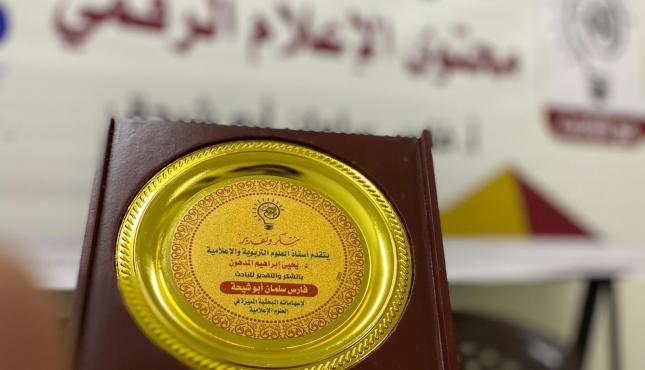 محتوى الإعلام الرقمي
شكر وتقدير
يتقدم أستاذ العلوم التربوية والإعلامية
د. يحيى إبراهيم المدهون
بالشكر والتقدير للباحث
فارس سلمان أبو شيحة
لإسهاماته البحثية المميزة في
العلوم الإعلامية